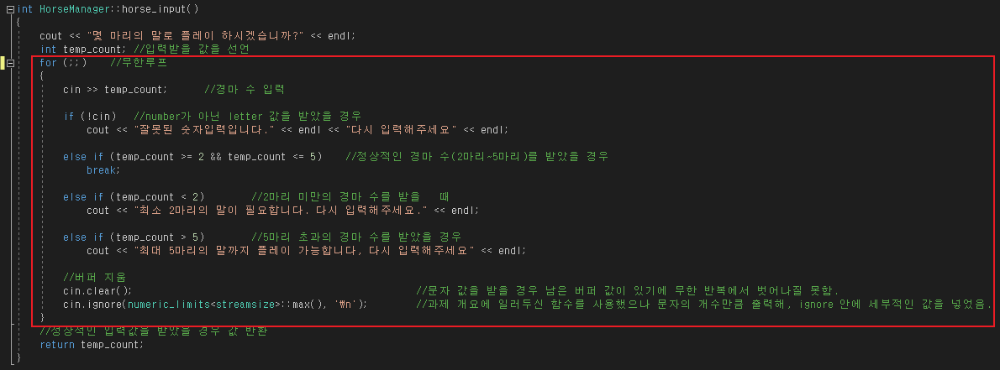 int HorseManager::horse_input()
{
cout << "몇 마리의 말로 플레이 하시겠습니까?" << endl;
int temp_count; //입력받을 값을 선언
for (;;) //무한루프
{
cin >> temp_count; //경마 수 입력
if (!cin) //number가 아닌 letter 값을 받았을 경우
cout << "잘못된 숫자입력입니다." << endl << "다시 입력해주세요" << endl;
else if (temp_count >= 2 && temp_count <= 5) //정상적인 경마 수(2마리~5마리)를 받았을 경우
break;
else if (temp_count < 2) //2마리 미만의 경마 수를 받을 때
cout << "최소 2마리의 말이 필요합니다. 다시 입력해주세요." << endl;
else if (temp_count > 5) //5마리 초과의 경마 수를 받았을 경우
cout << "최대 5마리의 말까지 플레이 가능합니다, 다시 입력해주세요" << endl;
//버퍼 지움
cin.clear(); //문자 값을 받을 경우 남은 버퍼 값이 있기에 무한 반복에서 벗어나질 못함.
cin.ignore(numeric_limits<streamsize>::max(), '₩n'); //과제 개요에 일러두신 함수를 사용했으나 문자의 개수만큼 출력해, ignore 안에 세부적인 값을 넣었음.
}
//정상적인 입력값을 받았을 경우 값 반환
return temp_count;
}